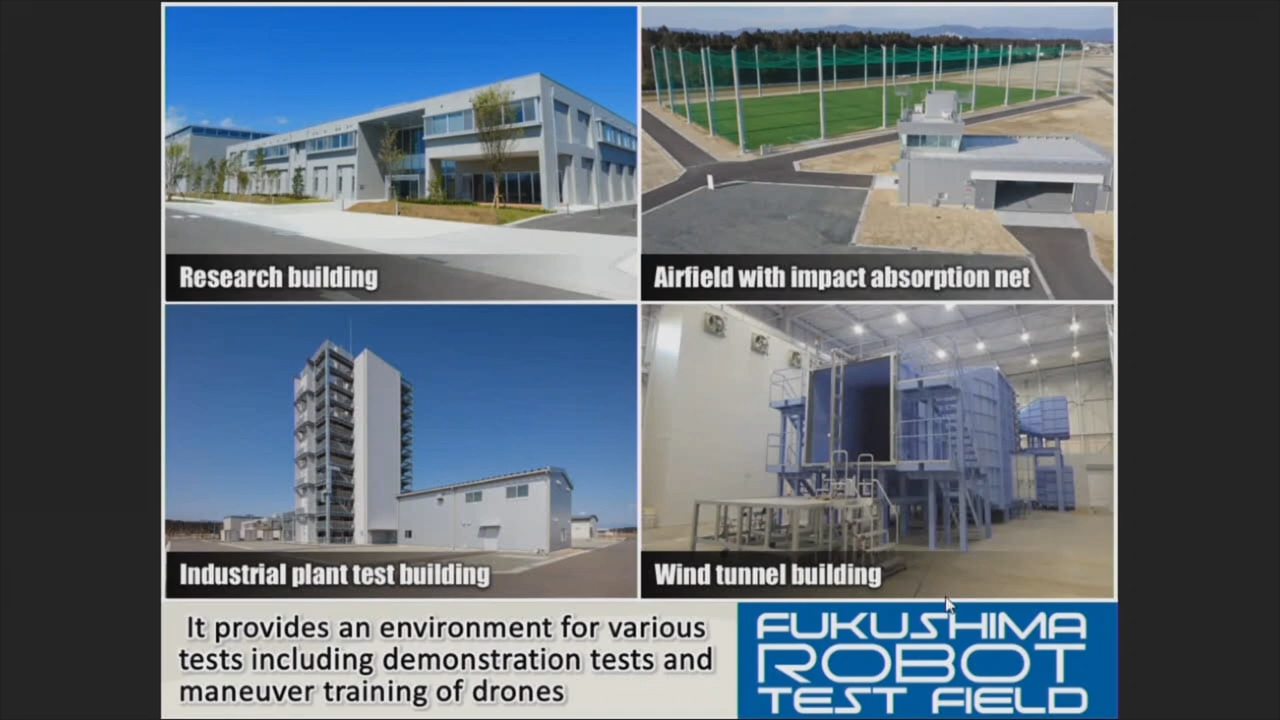 Research building
Airfield with impact absorption net
Industrial plant test building
Wind tunnel building
It provides an environment for various
tests including demonstration tests and
maneuver training of drones
FUKUSHIMA
ROBOT
TEST FIELD